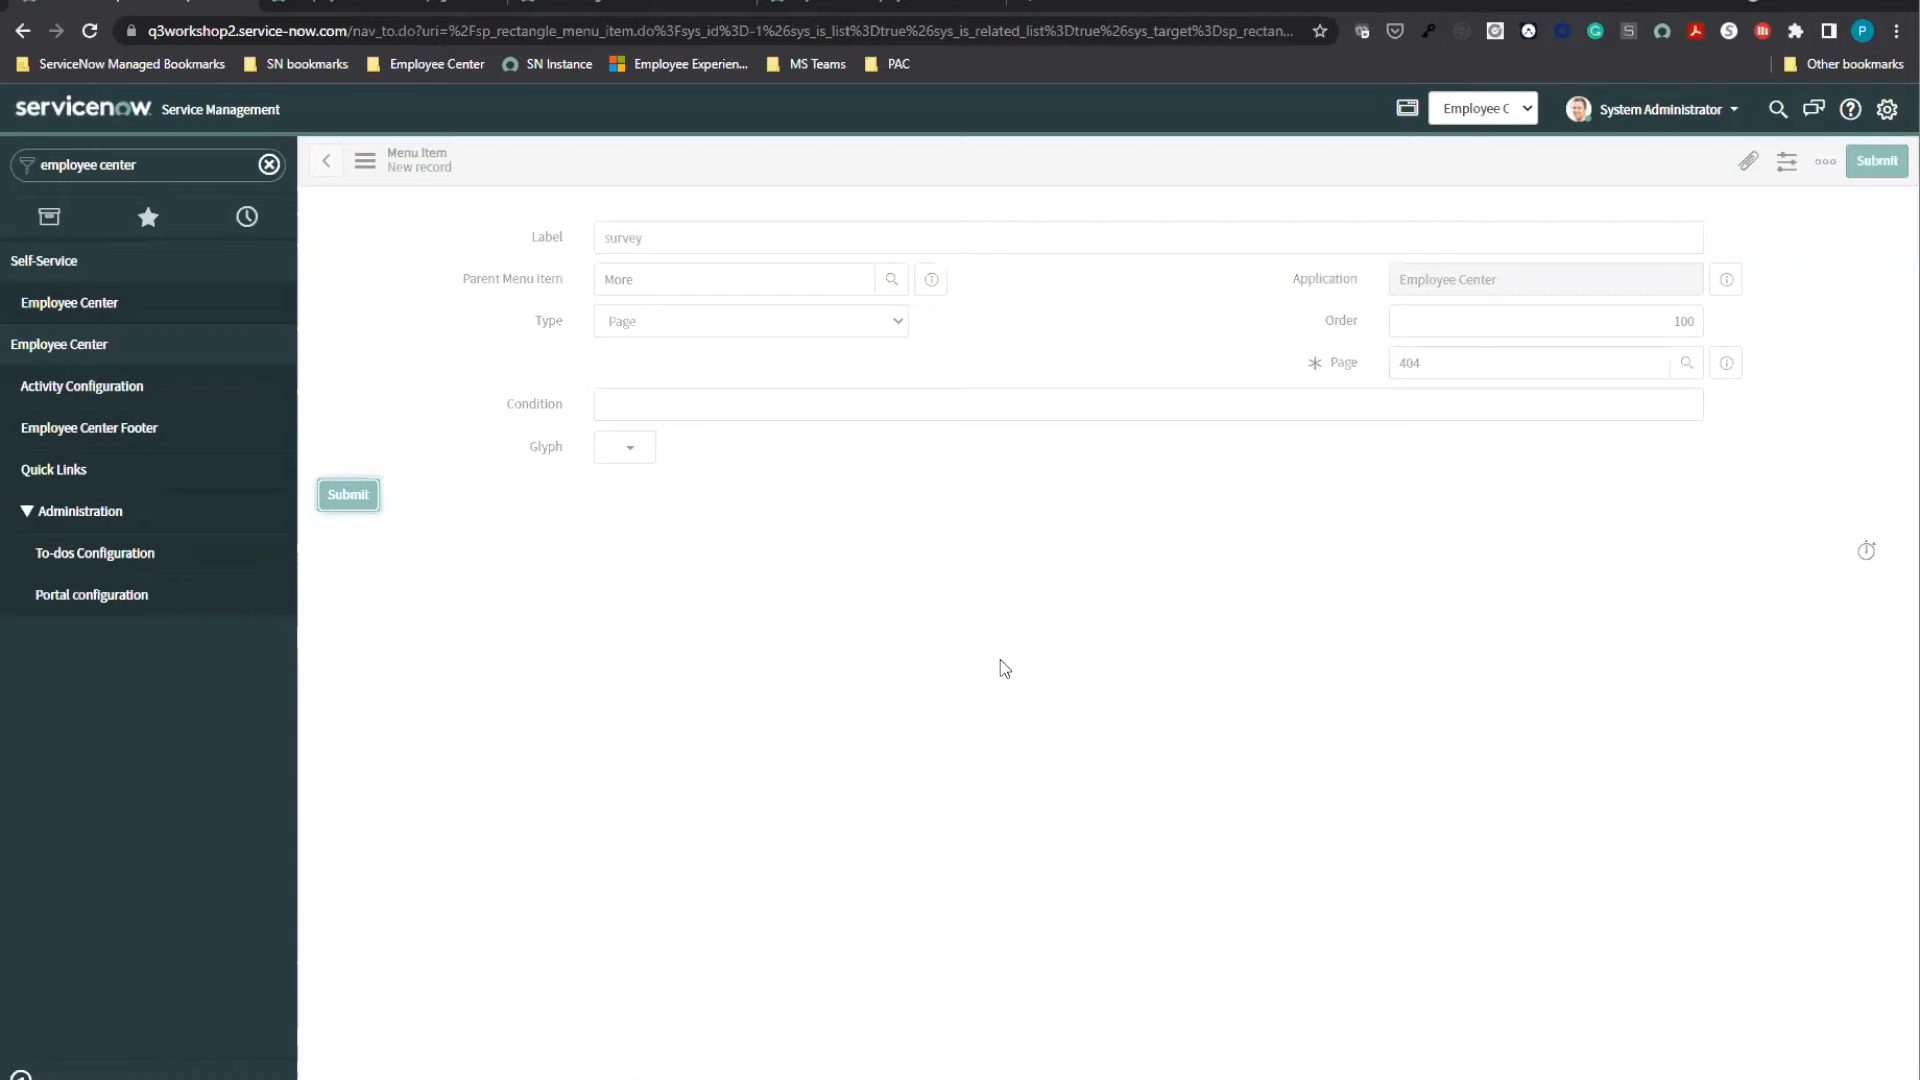 q3workshop2.service-now.com/nav_to.do?uri=%2Fsp_rectangle_menu_item.do%3Fsys_id%3D-1%26sys_is_list%3Dtrue%26sys_is_related_list%3Dtrue%26sys_target%3Dsp_rectan...
ServiceNow Managed Bookmarks SN bookmarks Employee Center SN Instance Employee Experien... MS Teams PAC Other bookmarks
servicenow Service Management Employee C System Administrator
employee center
Menu Item
New record
Submit
Self-Service
Employee Center
Employee Center
Activity Configuration
Employee Center Footer
Quick Links
Administration
To-dos Configuration
Portal configuration
Label survey
Parent Menu Item More Application Employee Center
Type Page Order 100
Page 404
Condition
Glyph
Submit